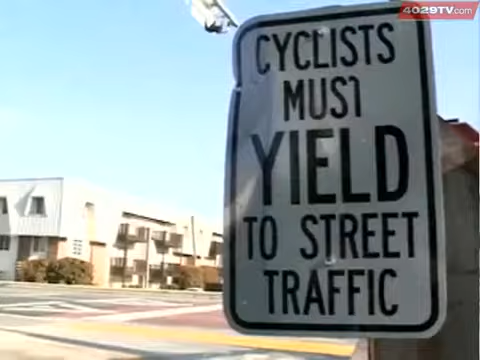 4029TV.COM
CYCLISTS
MUST
YIELD
TO STREET
TRAFFIC